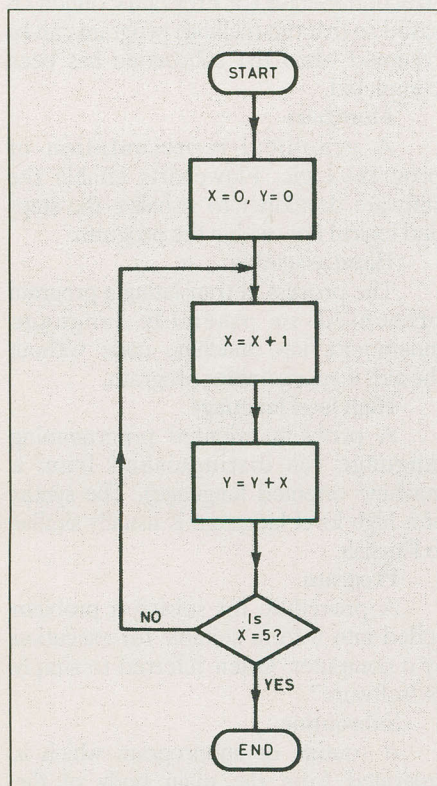 START
X=0, Y=0
X=X+1
Y=Y+X
Is
X=5?
NO
YES
END